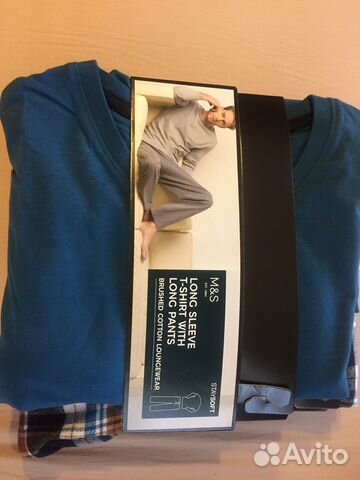 M&S
EST. 1884
LONG SLEEVE
T-SHIRT WITH
LONG PANTS
BRUSHED COTTON LOUNGEWEAR
STAYSOFT
Avito